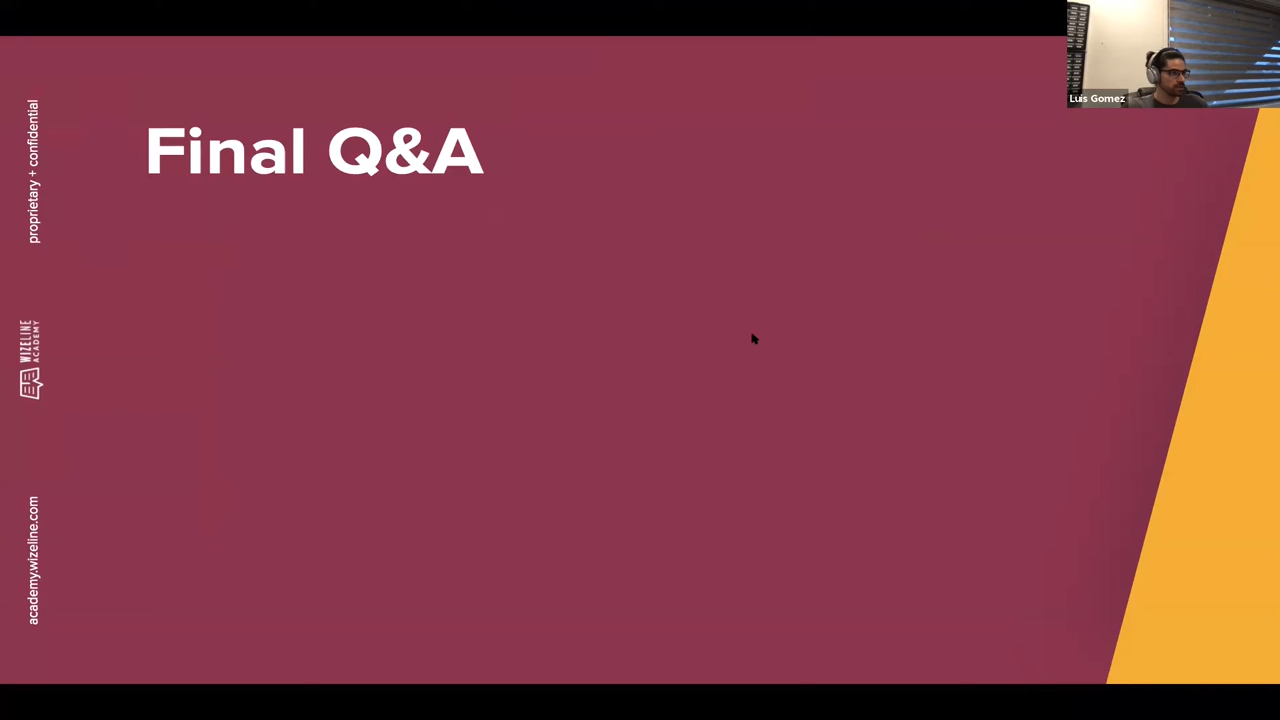 Final Q&A
Luis Gomez
proprietary + confidential
WIZELINE
ACADEMY
academy.wizeline.com